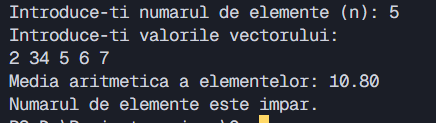 Introduce-ti numarul de elemente (n): 5
Introduce-ti valorile vectorului:
2 34 5 6 7
Media aritmetica a elementelor: 10.80
Numarul de elemente este impar.